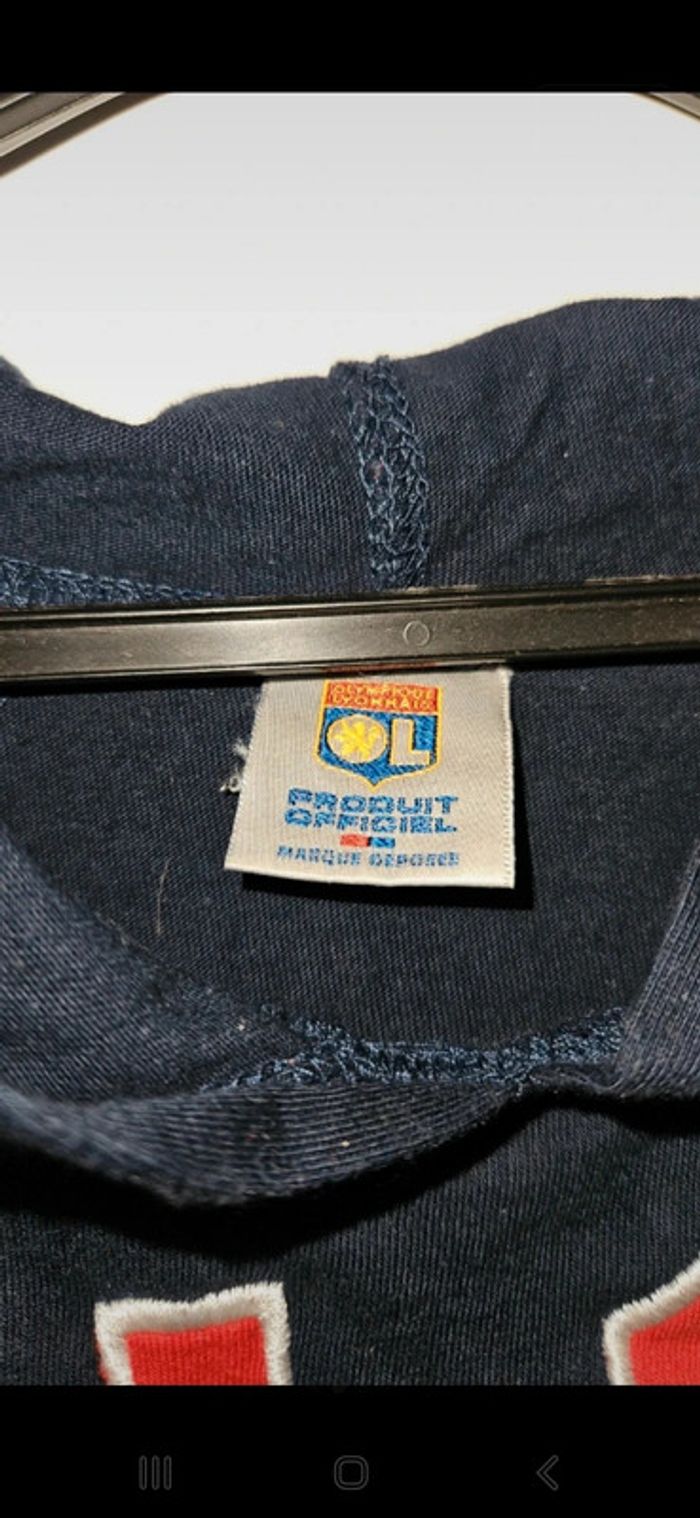 OLYMPIQUE
LYONNAIS
OL
PRODUIT
OFFICIEL
MARQUE DEPOSEE